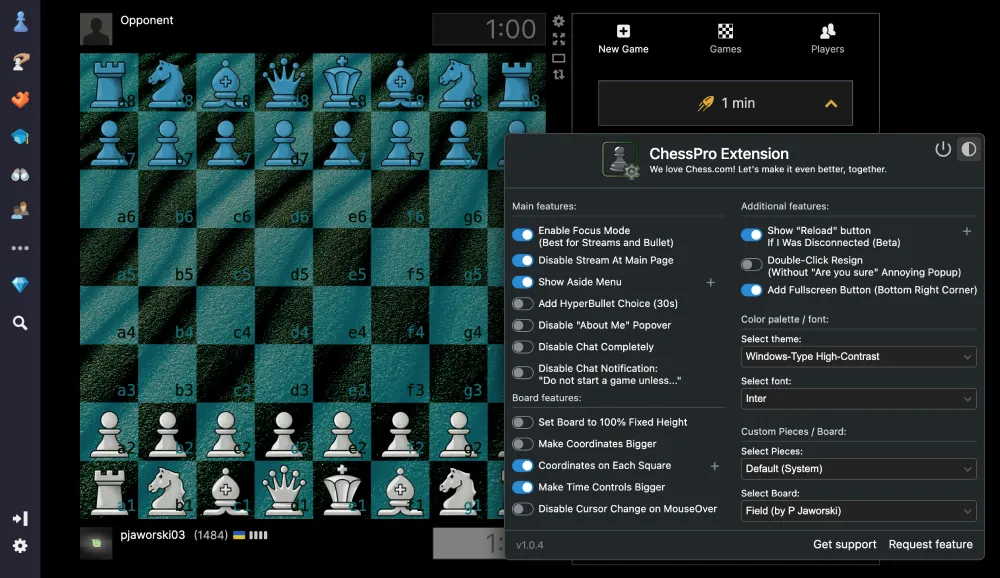 Opponent
1:00
New Game
Games
Players
1 min
a8 b8 c8 d8 e8 f8 g8 h8
a7 b7 c7 d7 e7 f7 g7
a6 b6 c6 d6 e6 f6 g6
a5 b5 c5 d5 e5 f5 g5
a4 b4 c4 d4 e4 f4 g4
a3 b3 c3 d3 e3 f3 g3
a2 b2 c2 d2 e2 f2 g2
a1 b1 c1 d1 e1 f1 g1
pjaworski03 (1484)
1:
ChessPro Extension
We love Chess.com! Let's make it even better, together.
Main features:
Enable Focus Mode
(Best for Streams and Bullet)
Disable Stream At Main Page
Show Aside Menu
Add HyperBullet Choice (30s)
Disable "About Me" Popover
Disable Chat Completely
Disable Chat Notification:
"Do not start a game unless..."
Board features:
Set Board to 100% Fixed Height
Make Coordinates Bigger
Coordinates on Each Square
Make Time Controls Bigger
Disable Cursor Change on MouseOver
Additional features:
Show "Reload" button
If I Was Disconnected (Beta)
Double-Click Resign
(Without "Are you sure" Annoying Popup)
Add Fullscreen Button (Bottom Right Corner)
Color palette / font:
Select theme:
Windows-Type High-Contrast
Select font:
Inter
Custom Pieces / Board:
Select Pieces:
Default (System)
Select Board:
Field (by P Jaworski)
v1.0.4
Get support
Request feature